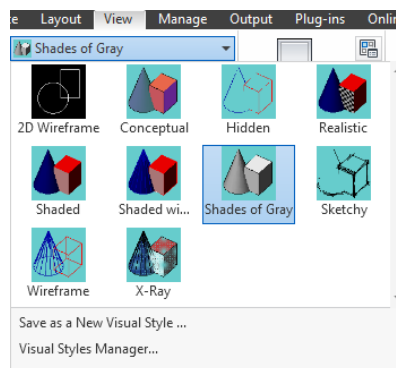 Layout View Manage Output Plug-ins Onli
Shades of Gray
2D Wireframe Conceptual Hidden Realistic
Shaded Shaded wi... Shades of Gray Sketchy
Wireframe X-Ray
Save as a New Visual Style ...
Visual Styles Manager...